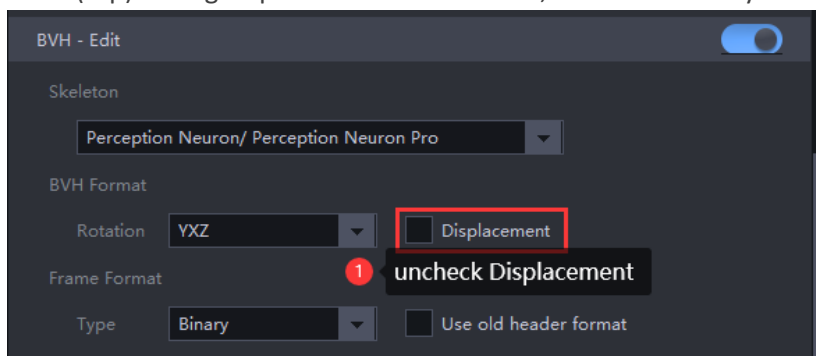 BVH - Edit
Skeleton
Perception Neuron/ Perception Neuron Pro
BVH Format
Rotation YXZ Displacement
1 uncheck Displacement
Frame Format
Type Binary Use old header format